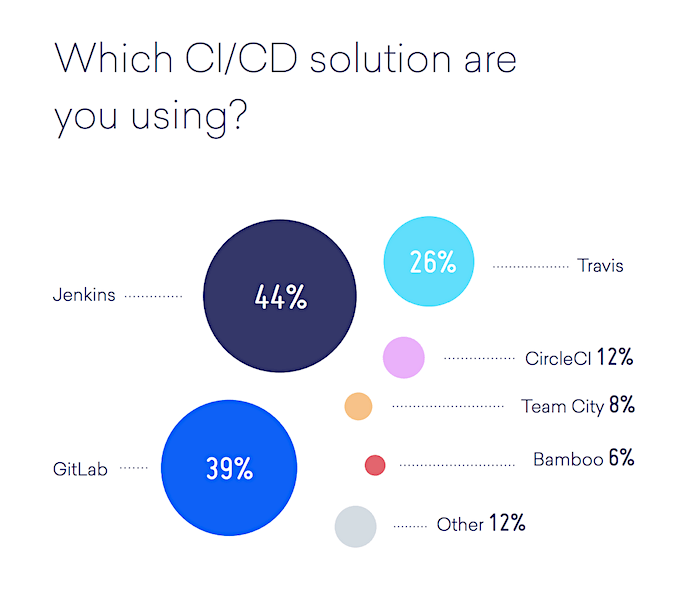 Which CI/CD solution are
you using?
26%
Travis
Jenkins
44%
CircleCI 12%
Team City 8%
GitLab
39%
Bamboo 6%
Other 12%